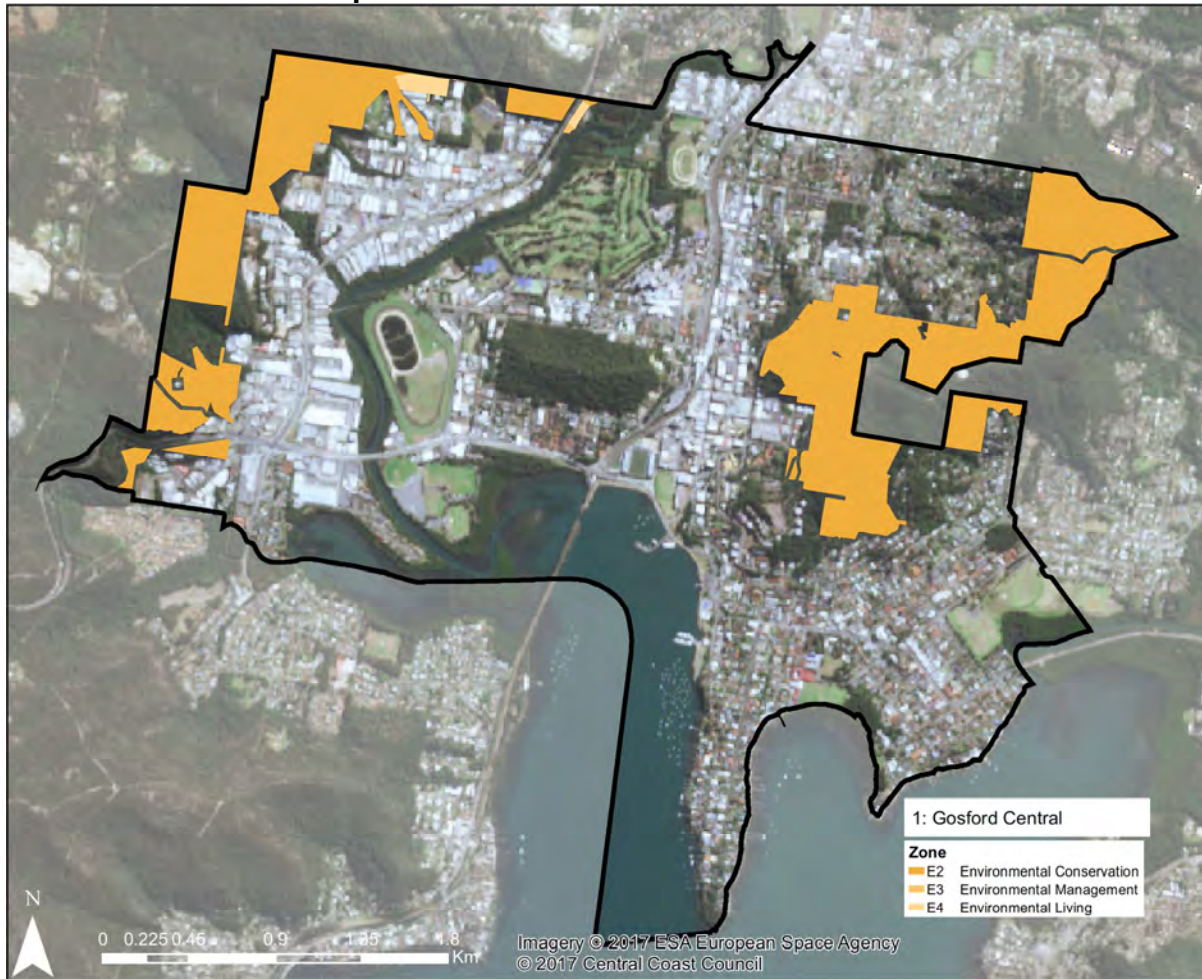 1: Gosford Central
Zone
E2 Environmental Conservation
E3 Environmental Management
E4 Environmental Living
N
0 0.225 0.45 0.9 1.35 1.8
Km
Imagery © 2017 ESA European Space Agency
© 2017 Central Coast Council